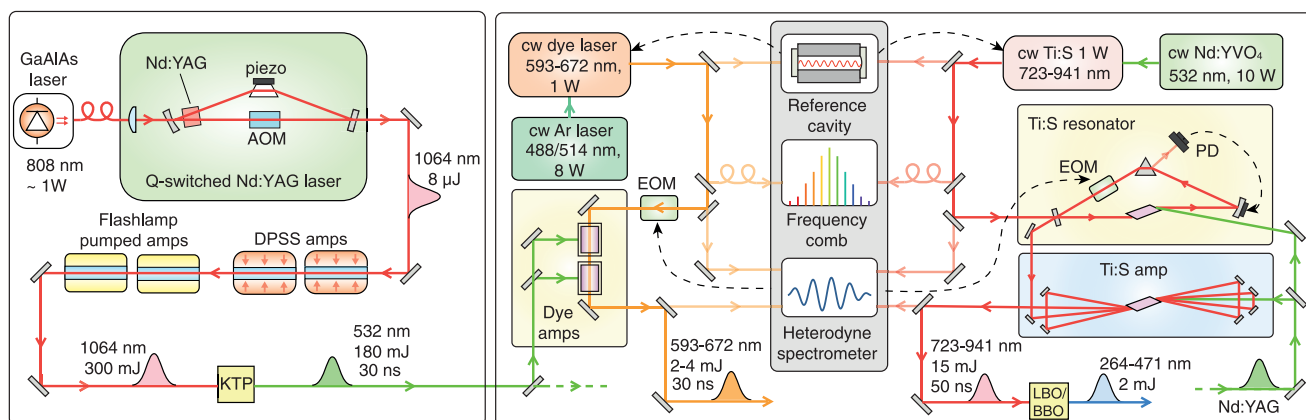 GaAlAs
laser
808 nm
~ 1W
Nd:YAG
piezo
AOM
Q-switched Nd:YAG laser
1064 nm
8 µJ
Flashlamp
pumped amps
DPSS amps
1064 nm
300 mJ
KTP
532 nm
180 mJ
30 ns
cw dye laser
593-672 nm,
1 W
cw Ar laser
488/514 nm,
8 W
EOM
Dye
amps
593–672 nm
2-4 mJ
30 ns
Reference
cavity
Frequency
comb
Heterodyne
spectrometer
cw Ti:S 1 W
723-941 nm
cw Nd:YVO₄
532 nm, 10 W
Ti:S resonator
EOM
PD
Ti:S amp
723–941 nm
15 mJ
50 ns
LBO/
BBO
264-471 nm
2 mJ
Nd:YAG